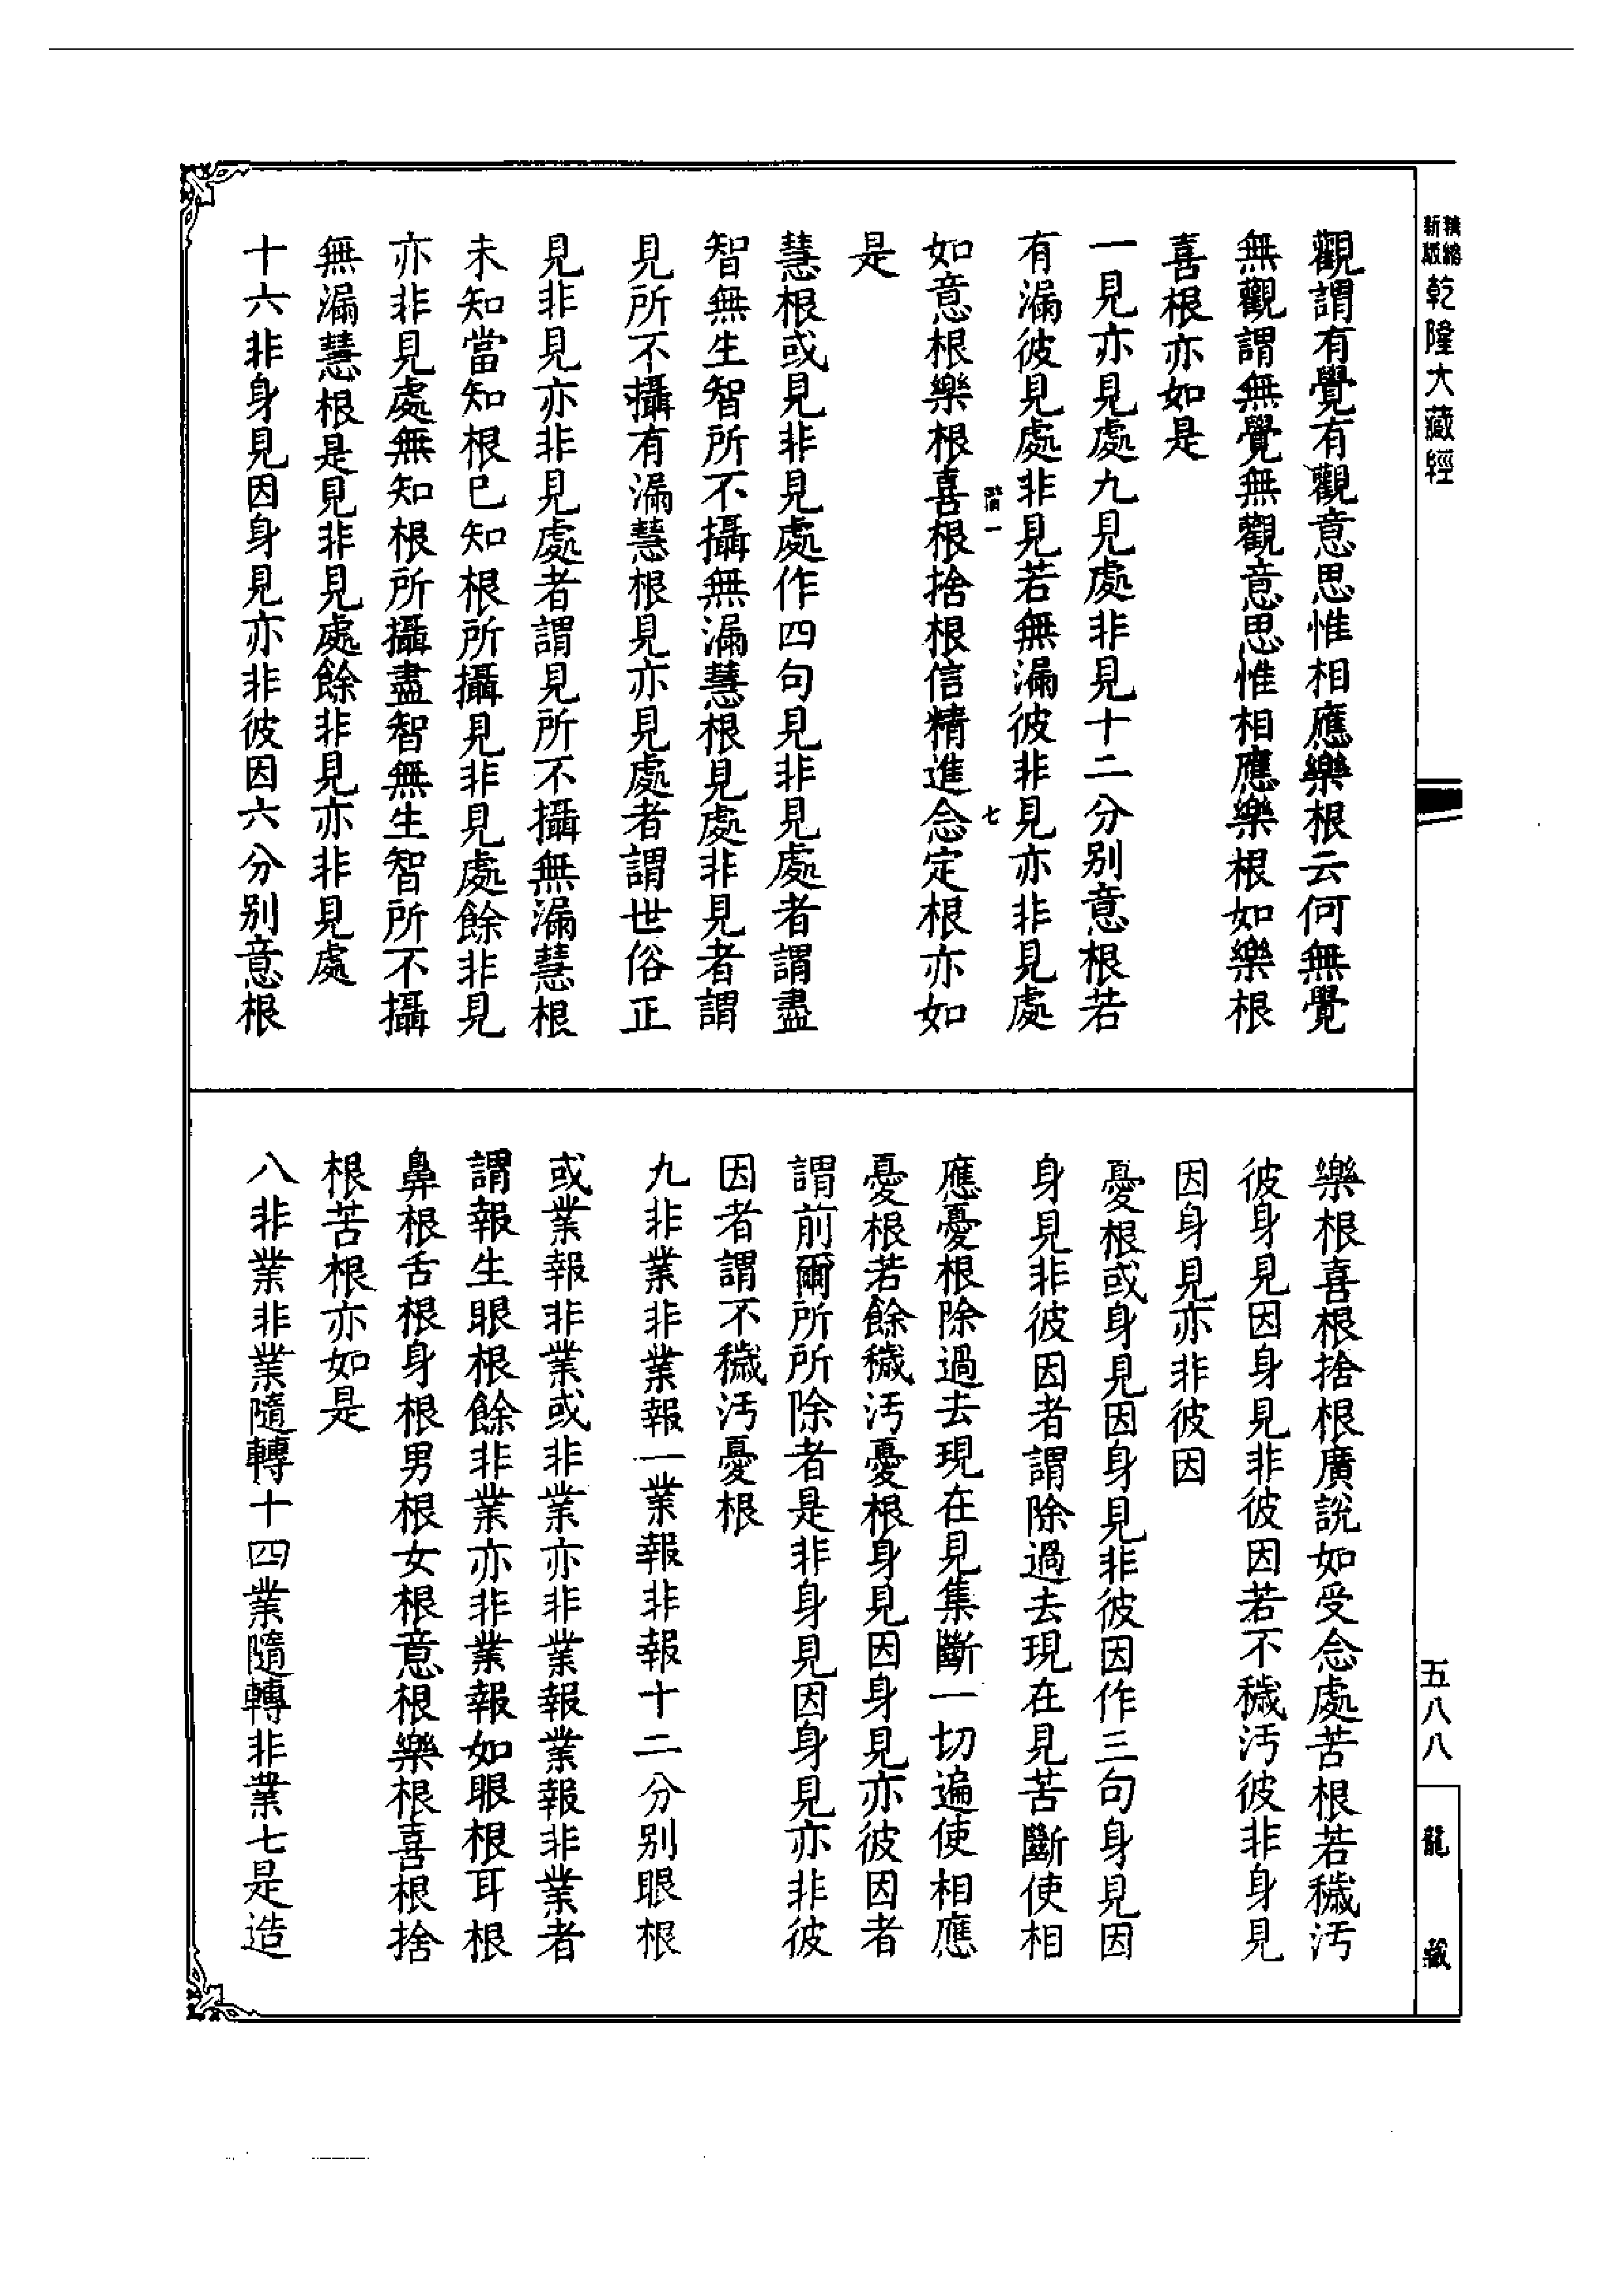 新版精縮乾隆大藏經
觀謂有覺有觀意思惟相應樂根云何無覺
無觀謂無覺無觀意思惟相應樂根如樂根
喜根亦如是
一見亦見處九見處非見十二分別意根若
有漏彼見處非見若無漏彼非見亦非見處
一 七
如意根樂根喜根捨根信精進念定根亦如
是
慧根或見非見處作四句見非見處者謂盡
智無生智所不攝無漏慧根見處非見者謂
見所不攝有漏慧根見亦見處者謂世俗正
見非見亦非見處者謂見所不攝無漏慧根
未知當知根已知根所攝見非見處餘非見
亦非見處無知根所攝盡智無生智所不攝
無漏慧根是見非見處餘非見亦非見處
十六非身見因身見亦非彼因六分別意根
樂根喜根捨根廣說如受念處苦根若穢汚
彼身見因身見非彼因若不穢汚彼非身見
因身見亦非彼因
憂根或身見因身見非彼因作三句身見因
身見非彼因者謂除過去現在見苦斷使相
應憂根除過去現在見集斷一切遍使相應
憂根若餘穢汚憂根身見因身見亦彼因者
謂前爾所所除者是非身見因身見亦非彼
因者謂不穢汚憂根
九非業非業報一業報非報十二分別眼根
或業報非業或非業亦非業報業報非業者
謂報生眼根餘非業亦非業報如眼根耳根
鼻根舌根身根男根女根意根樂根喜根捨
根苦根亦如是
八非業非業隨轉十四業隨轉非業七是造
五八八
龍藏